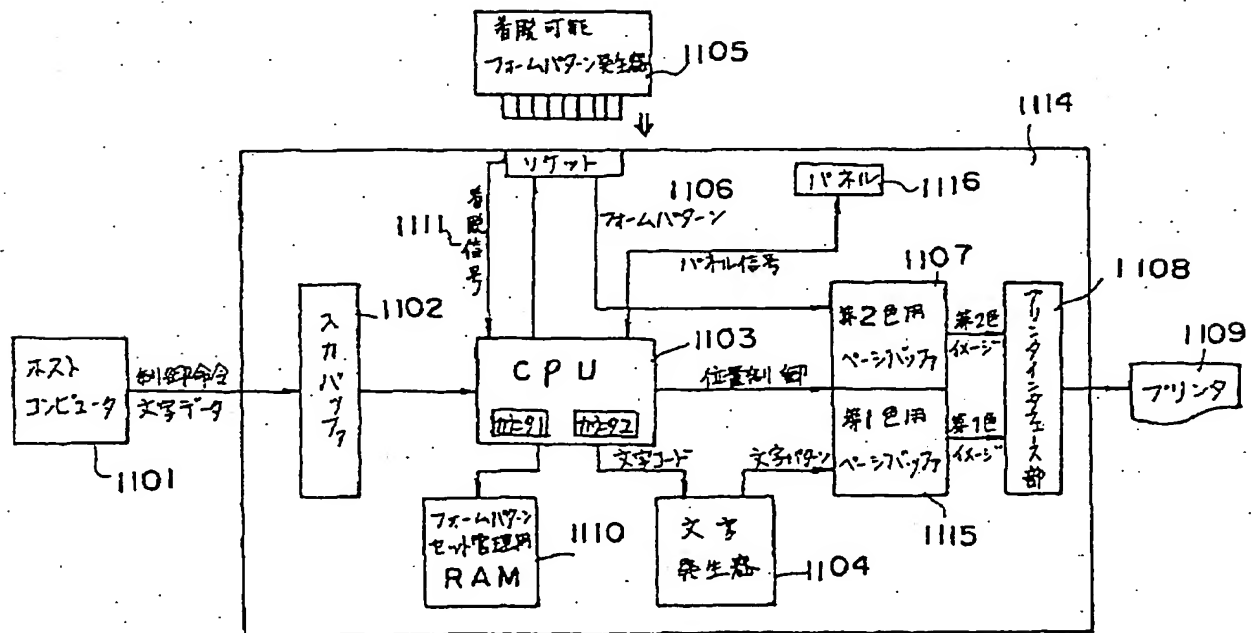 着脱可能
フォームパターン発生器
1105
1114
ソケット
1106
フォームパターン
パネル
1116
1111
着脱信号
パネル信号
1107
1108
1102
入力バッファ
1103
CPU
カウンタ1
カウンタ2
位置制御
第2色用
ページバッファ
第2色
イメージ
プリンタインタフェース部
1109
プリンタ
ホスト
コンピュータ
制御命令
文字データ
1101
第1色用
ページバッファ
第1色
イメージ
文字コード
文字パターン
フォームパターン
セット管理用
RAM
1110
文字
発生器
1104
1115